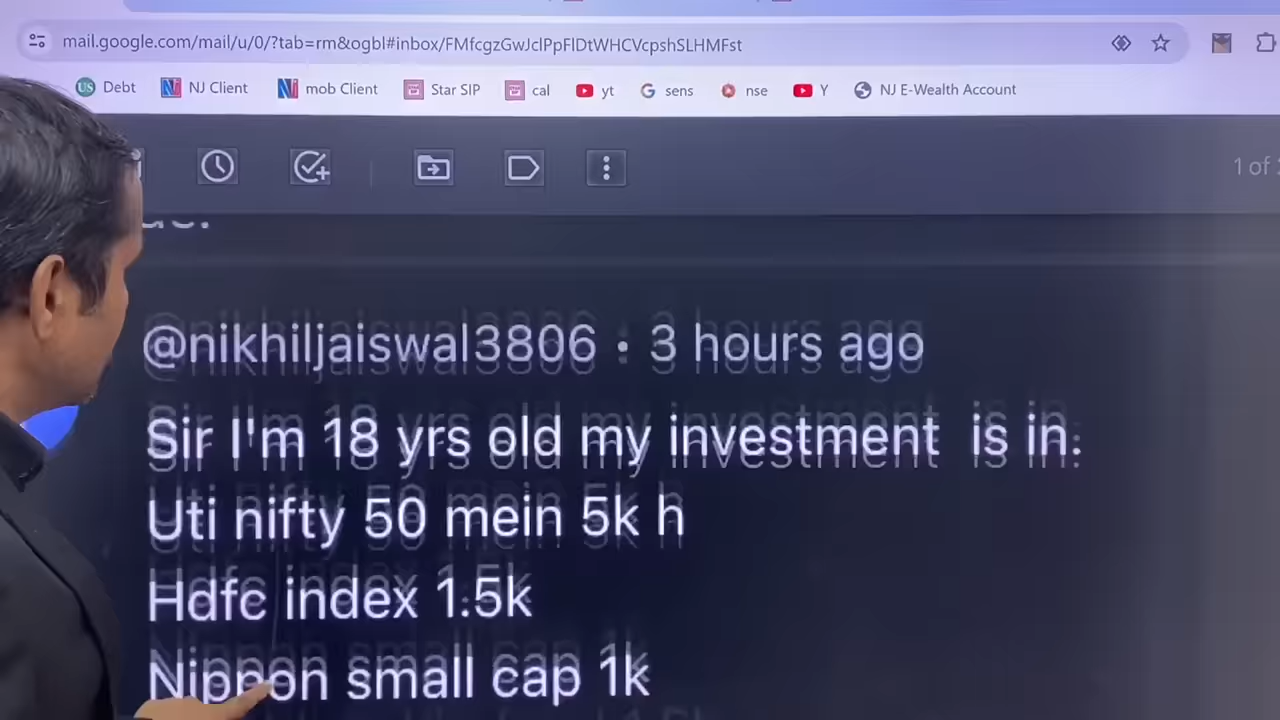 mail.google.com/mail/u/0/?tab=rm&ogbl#inbox/FMfcgzGwJclPpFlDtWHCVcpshSLHMFst
Debt NJ Client mob Client Star SIP cal yt sens nse Y NJ E-Wealth Account
1 of
@nikhiljaiswal3806 • 3 hours ago
Sir I'm 18 yrs old my investment is in:
Uti nifty 50 mein 5k h
Hdfc index 1.5k
Nippon small cap 1k